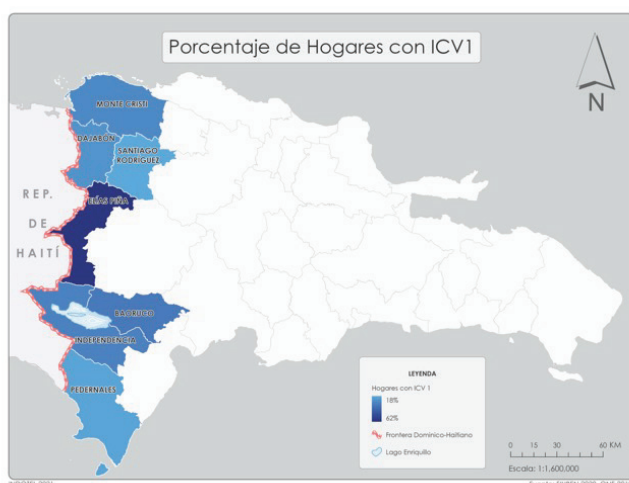 Porcentaje de Hogares con ICV1
N
MONTE CRISTI
DAJABÓN
SANTIAGO
RODRÍGUEZ
ELÍAS PIÑA
REP.
DE
HAITÍ
BAORUCO
INDEPENDENCIA
PEDERNALES
LEYENDA
Hogares con ICV 1
18%
62%
Frontera Dominico-Haitiano
Lago Enriquillo
0 15 30 60 KM
Escala: 1:1,600,000